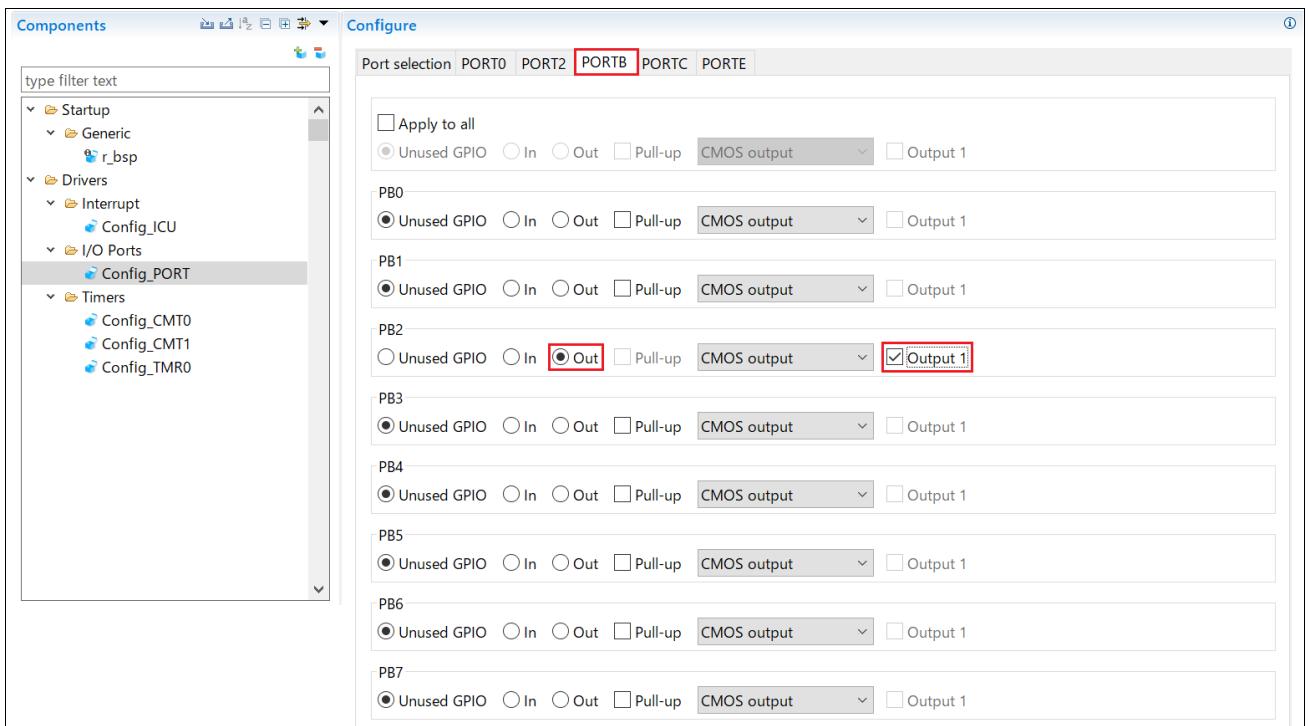 Components
Configure
type filter text
Startup
Generic
r_bsp
Drivers
Interrupt
Config_ICU
I/O Ports
Config_PORT
Timers
Config_CMT0
Config_CMT1
Config_TMR0
Port selection PORT0 PORT2 PORTB PORTC PORTE
Apply to all
Unused GPIO In Out Pull-up CMOS output Output 1
PB0
Unused GPIO In Out Pull-up CMOS output Output 1
PB1
Unused GPIO In Out Pull-up CMOS output Output 1
PB2
Unused GPIO In Out Pull-up CMOS output Output 1
PB3
Unused GPIO In Out Pull-up CMOS output Output 1
PB4
Unused GPIO In Out Pull-up CMOS output Output 1
PB5
Unused GPIO In Out Pull-up CMOS output Output 1
PB6
Unused GPIO In Out Pull-up CMOS output Output 1
PB7
Unused GPIO In Out Pull-up CMOS output Output 1